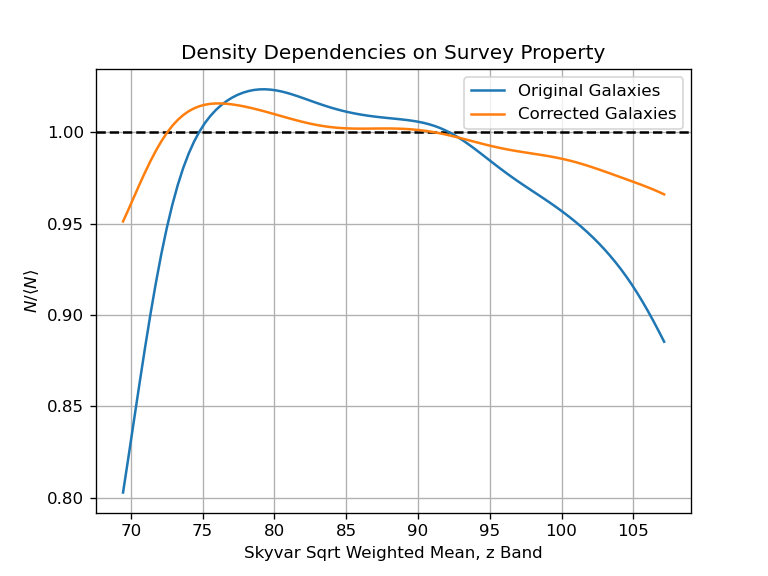 Density Dependencies on Survey Property
Original Galaxies
Corrected Galaxies
1.00
0.95
0.90
0.85
0.80
N/⟨N⟩
70 75 80 85 90 95 100 105
Skyvar Sqrt Weighted Mean, z Band